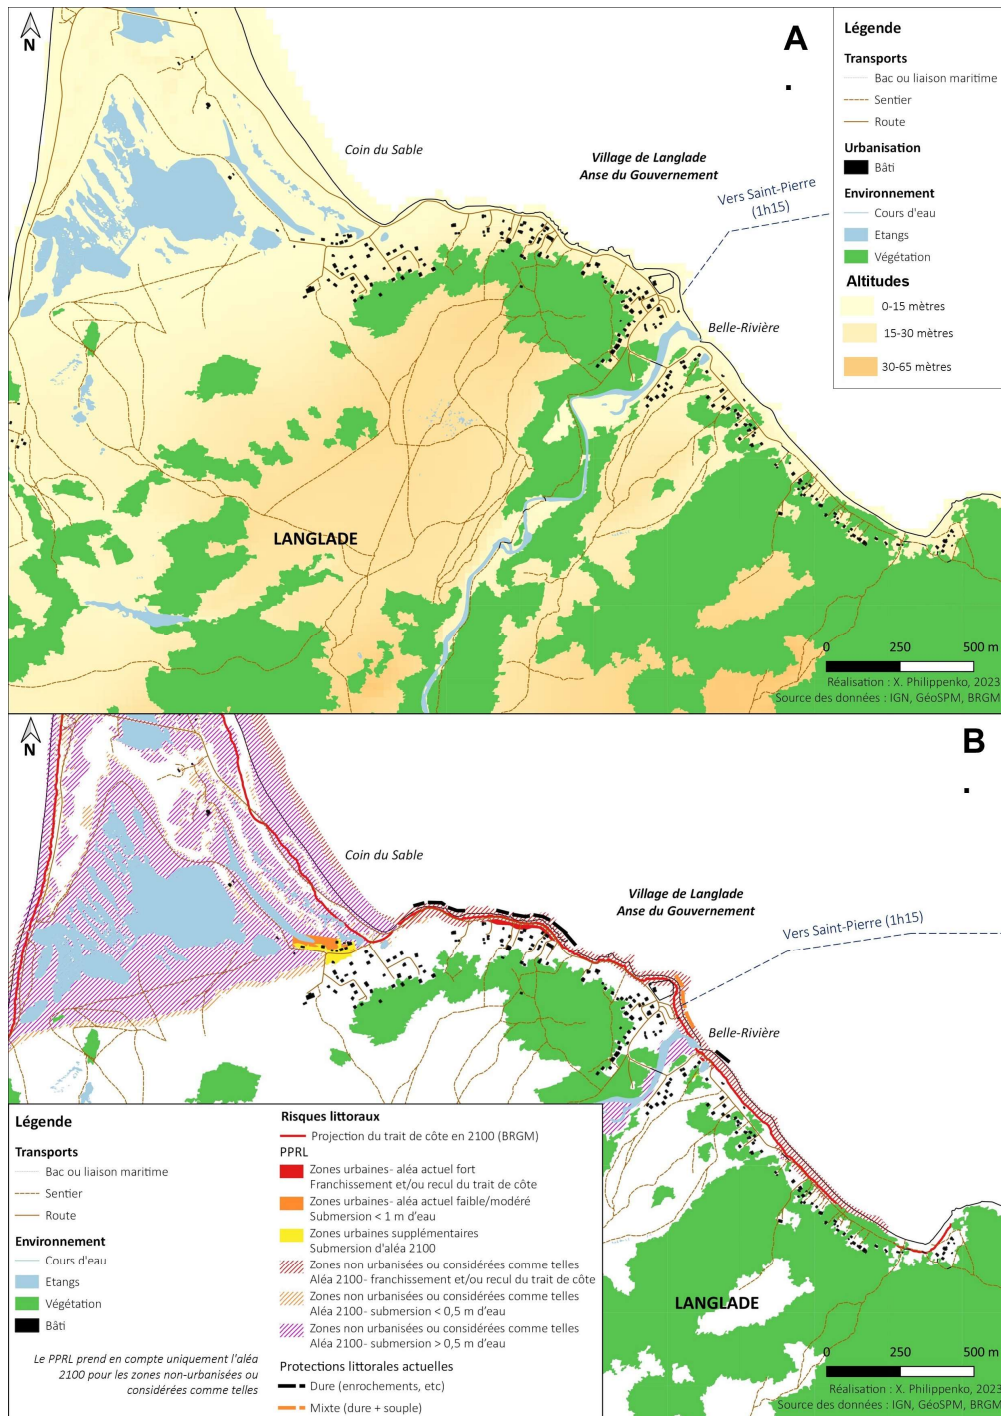 N
A
.
Coin du Sable
Village de Langlade
Anse du Gouvernement
Vers Saint-Pierre
(1h15)
Belle-Rivière
LANGLADE
Légende
Transports
Bac ou liaison maritime
Sentier
Route
Urbanisation
Bâti
Environnement
Cours d'eau
Etangs
Végétation
Altitudes
0-15 mètres
15-30 mètres
30-65 mètres
0 250 500 m
Réalisation : X. Philippenko, 2023
Source des données : IGN, GéoSPM, BRGM
N
B
.
Coin du Sable
Village de Langlade
Anse du Gouvernement
Vers Saint-Pierre (1h15)
Belle-Rivière
LANGLADE
Légende
Transports
Bac ou liaison maritime
Sentier
Route
Environnement
Cours d'eau
Etangs
Végétation
Bâti
Le PPRL prend en compte uniquement l'aléa
2100 pour les zones non-urbanisées ou
considérées comme telles
Risques littoraux
Projection du trait de côte en 2100 (BRGM)
PPRL
Zones urbaines- aléa actuel fort
Franchissement et/ou recul du trait de côte
Zones urbaines- aléa actuel faible/modéré
Submersion < 1 m d'eau
Zones urbaines supplémentaires
Submersion d'aléa 2100
Zones non urbanisées ou considérées comme telles
Aléa 2100- franchissement et/ou recul du trait de côte
Zones non urbanisées ou considérées comme telles
Aléa 2100- submersion < 0,5 m d'eau
Zones non urbanisées ou considérées comme telles
Aléa 2100- submersion > 0,5 m d'eau
Protections littorales actuelles
Dure (enrochements, etc)
Mixte (dure + souple)
0 250 500 m
Réalisation : X. Philippenko, 2023
Source des données : IGN, GéoSPM, BRGM